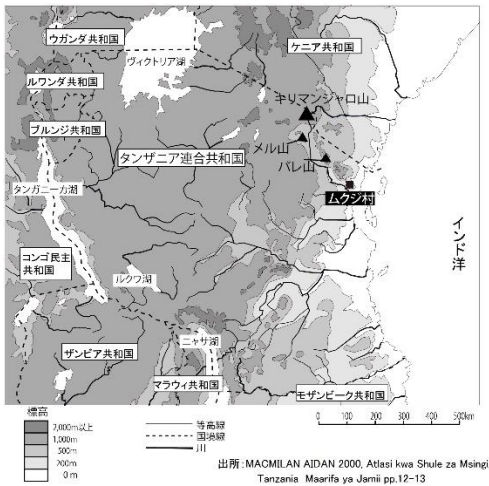 ウガンダ共和国
ケニア共和国
ヴィクトリア湖
ルワンダ共和国
キリマンジャロ山
ブルンジ共和国
メル山
パレ山
タンザニア連合共和国
タンガニーカ湖
ムクジ村
インド洋
コンゴ民主
共和国
ルクワ湖
ザンビア共和国
ニャサ湖
マラウィ共和国
モザンビーク共和国
標高
2,000m以上
1,000m
500m
200m
0m
等高線
国境線
川
0 100 200 300 400 500km
出所:MACMILAN AIDAN 2000, Atlasi kwa Shule za Msingi
Tanzania Maarifa ya Jamii pp.12-13